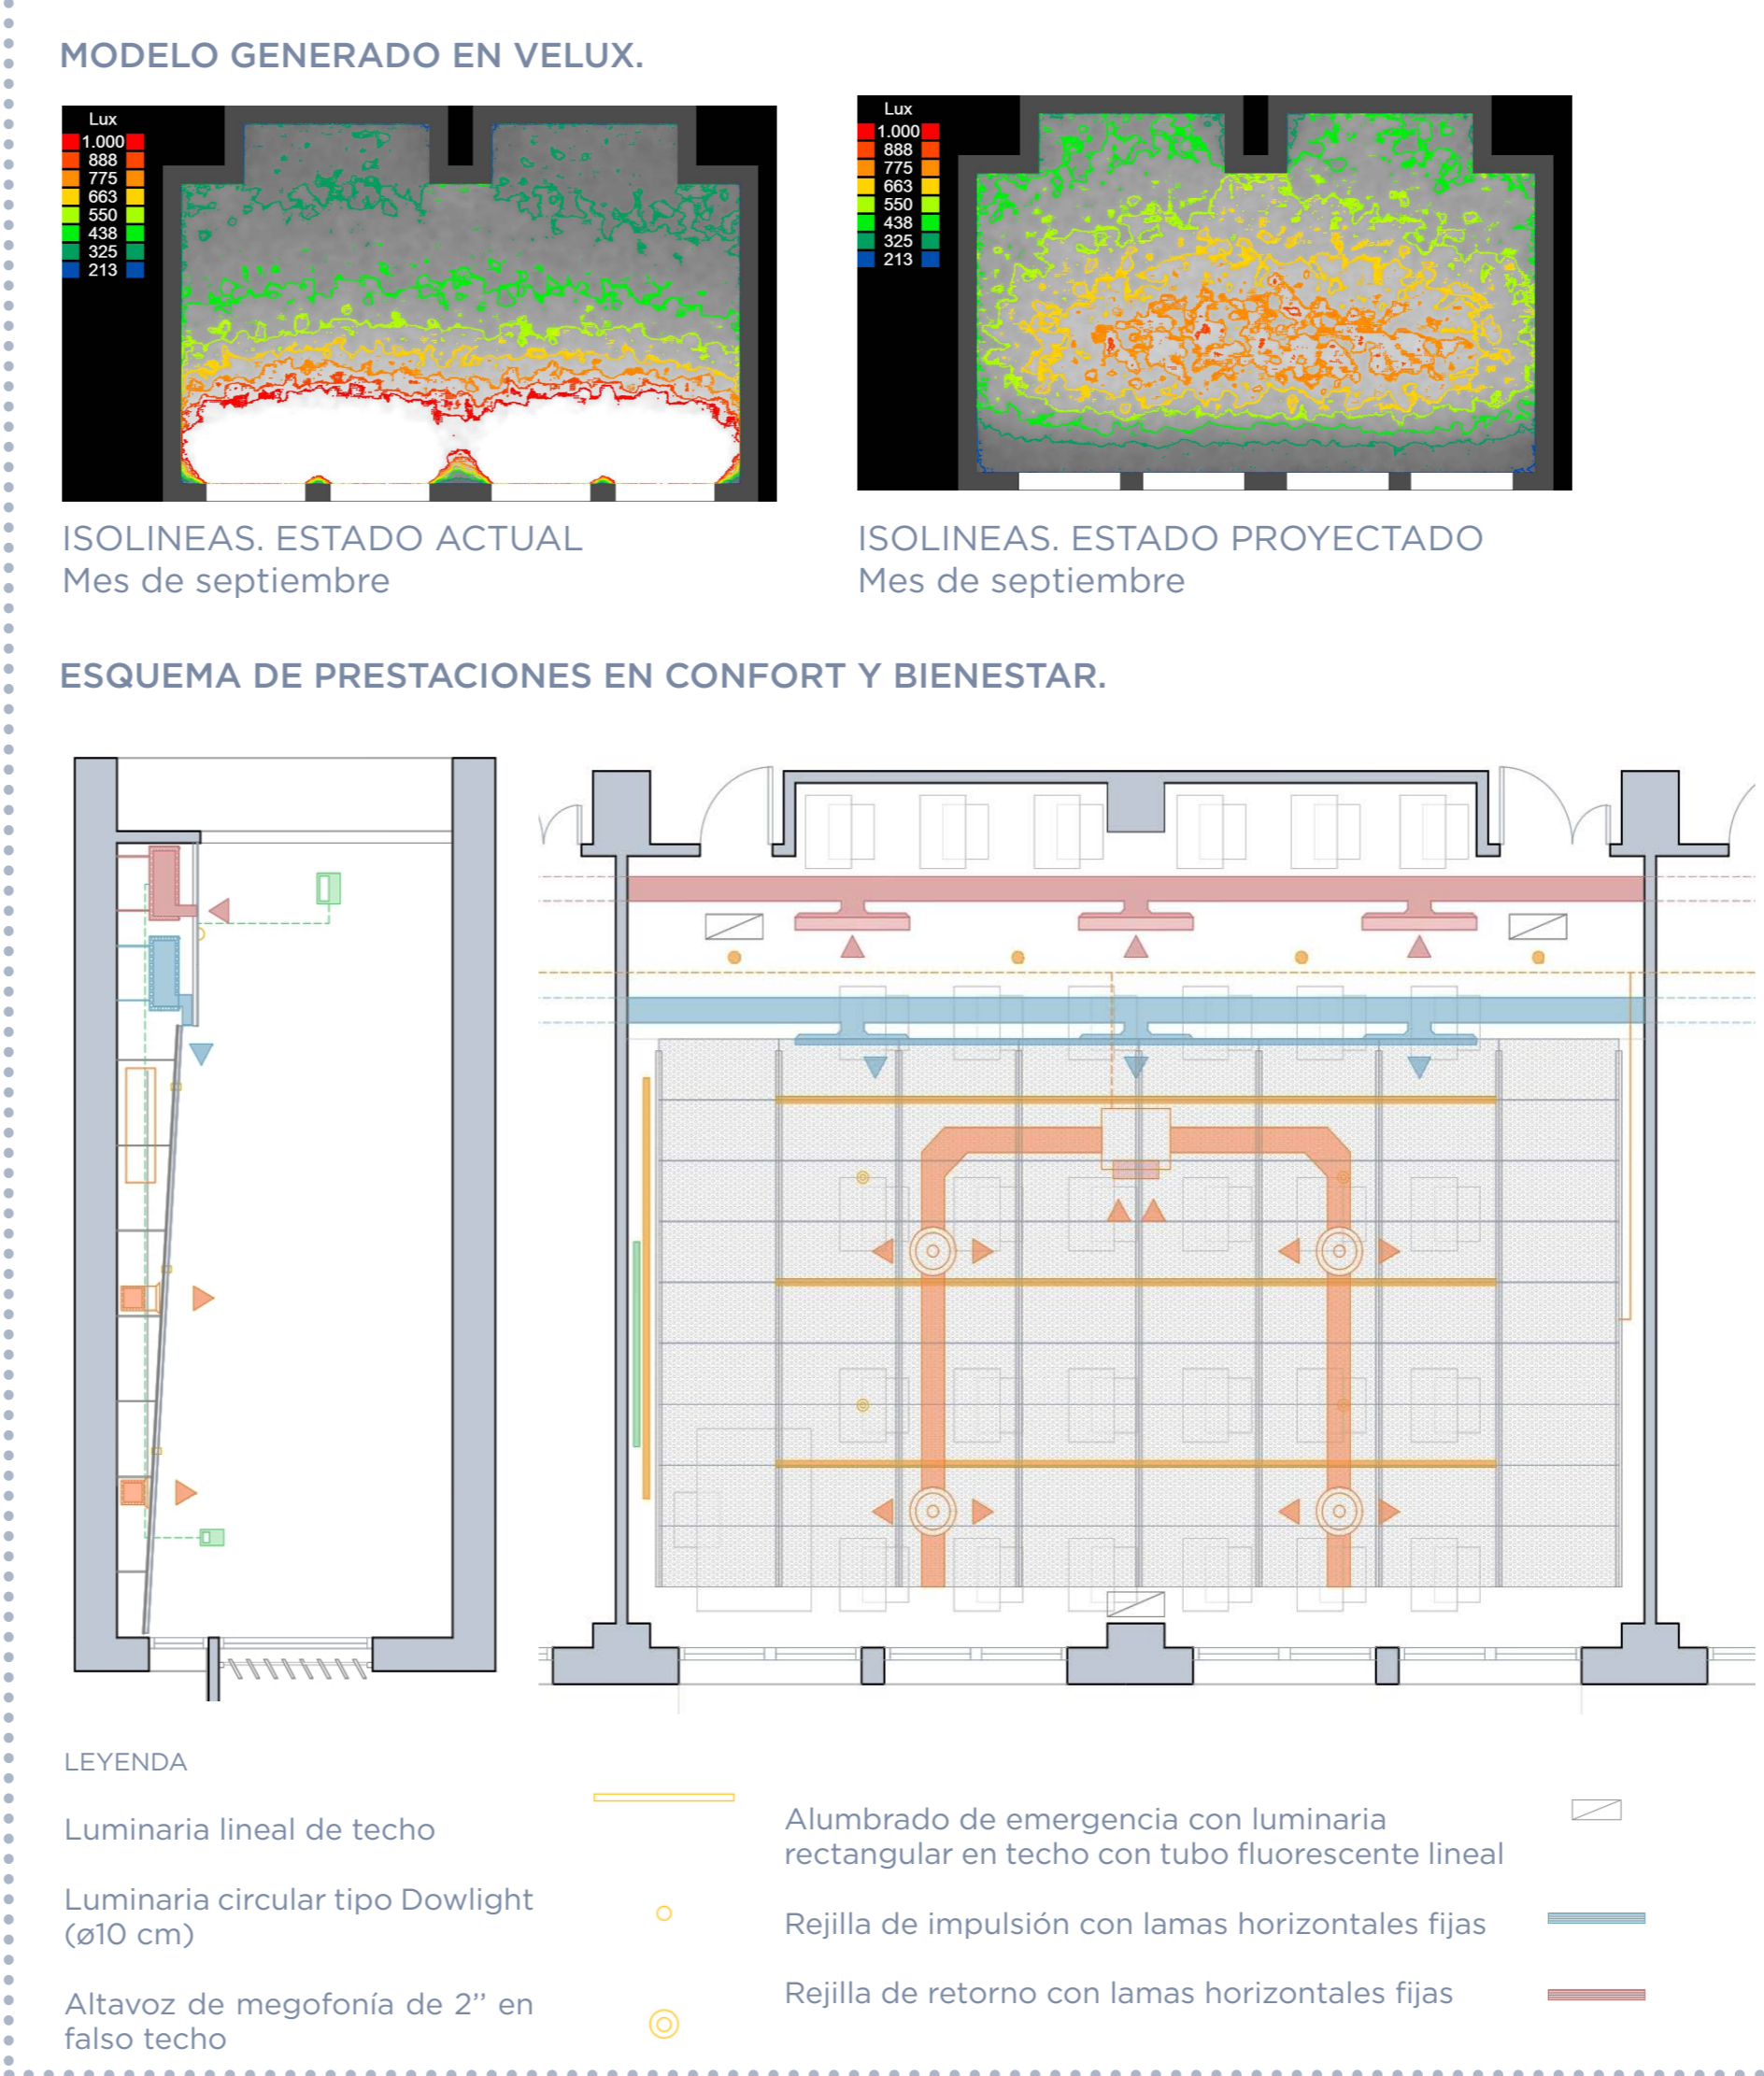 MODELO GENERADO EN VELUX.
Lux
1.000
888
775
663
550
438
325
213
Lux
1.000
888
775
663
550
438
325
213
ISOLINEAS. ESTADO ACTUAL
Mes de septiembre
ISOLINEAS. ESTADO PROYECTADO
Mes de septiembre
ESQUEMA DE PRESTACIONES EN CONFORT Y BIENESTAR.
LEYENDA
Luminaria lineal de techo
Luminaria circular tipo Dowlight
(ø10 cm)
Altavoz de megofonía de 2’’ en
falso techo
Alumbrado de emergencia con luminaria
rectangular en techo con tubo fluorescente lineal
Rejilla de impulsión con lamas horizontales fijas
Rejilla de retorno con lamas horizontales fijas